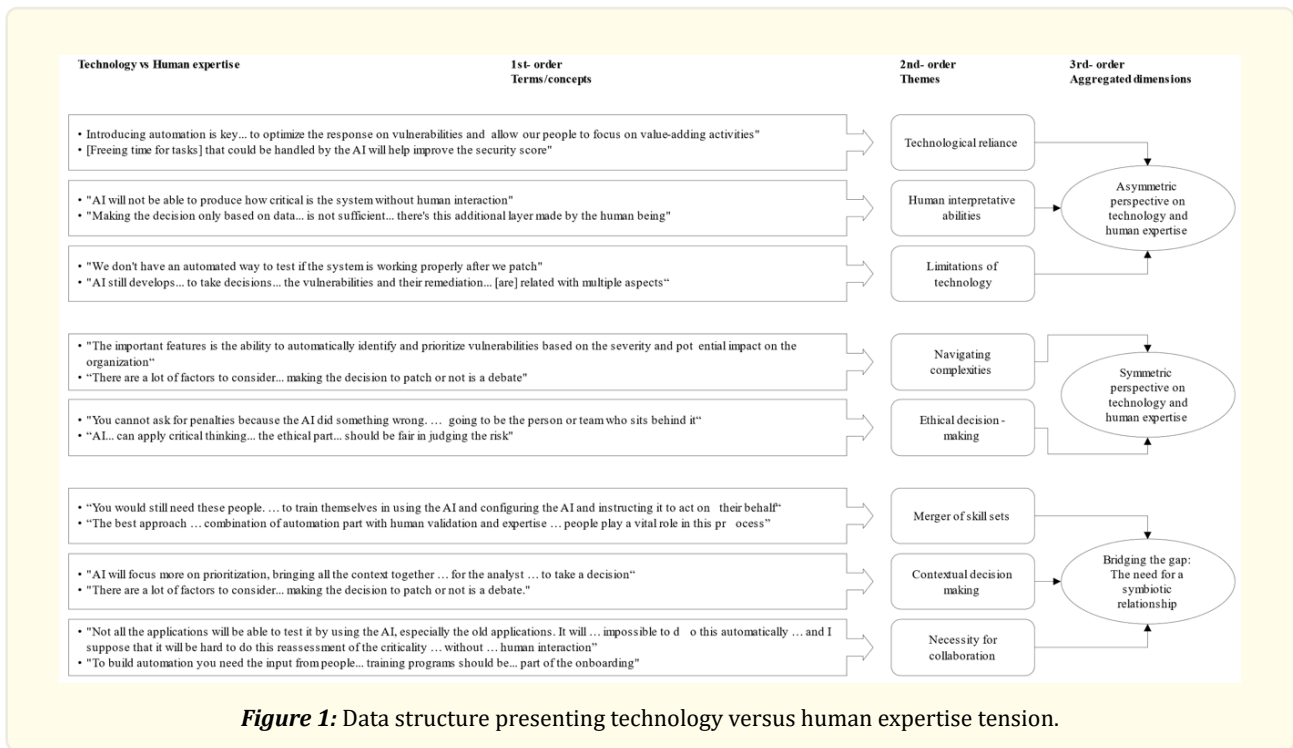 Technology vs Human expertise
1st- order
Terms/concepts
2nd- order
Themes
3rd- order
Aggregated dimensions
• Introducing automation is key... to optimize the response on vulnerabilities and allow our people to focus on value-adding activities"
• [Freeing time for tasks] that could be handled by the AI will help improve the security score"
Technological reliance
• "AI will not be able to produce how critical is the system without human interaction"
• "Making the decision only based on data... is not sufficient... there's this additional layer made by the human being"
Human interpretative
abilities
• "We don't have an automated way to test if the system is working properly after we patch"
• "AI still develops... to take decisions... the vulnerabilities and their remediation... [are] related with multiple aspects“
Limitations of
technology
Asymmetric
perspective on
technology and
human expertise
• "The important features is the ability to automatically identify and prioritize vulnerabilities based on the severity and pot ential impact on the
organization“
• “There are a lot of factors to consider... making the decision to patch or not is a debate"
Navigating
complexities
• "You cannot ask for penalties because the AI did something wrong. … going to be the person or team who sits behind it“
• “AI... can apply critical thinking... the ethical part... should be fair in judging the risk"
Ethical decision -
making
Symmetric
perspective on
technology and
human expertise
• “You would still need these people. … to train themselves in using the AI and configuring the AI and instructing it to act on their behalf“
• “The best approach … combination of automation part with human validation and expertise … people play a vital role in this pr ocess”
Merger of skill sets
• "AI will focus more on prioritization, bringing all the context together … for the analyst … to take a decision“
• "There are a lot of factors to consider... making the decision to patch or not is a debate."
Contextual decision
making
• "Not all the applications will be able to test it by using the AI, especially the old applications. It will … impossible to d o this automatically … and I
suppose that it will be hard to do this reassessment of the criticality … without … human interaction”
• "To build automation you need the input from people... training programs should be... part of the onboarding"
Necessity for
collaboration
Bridging the gap:
The need for a
symbiotic
relationship
Figure 1: Data structure presenting technology versus human expertise tension.